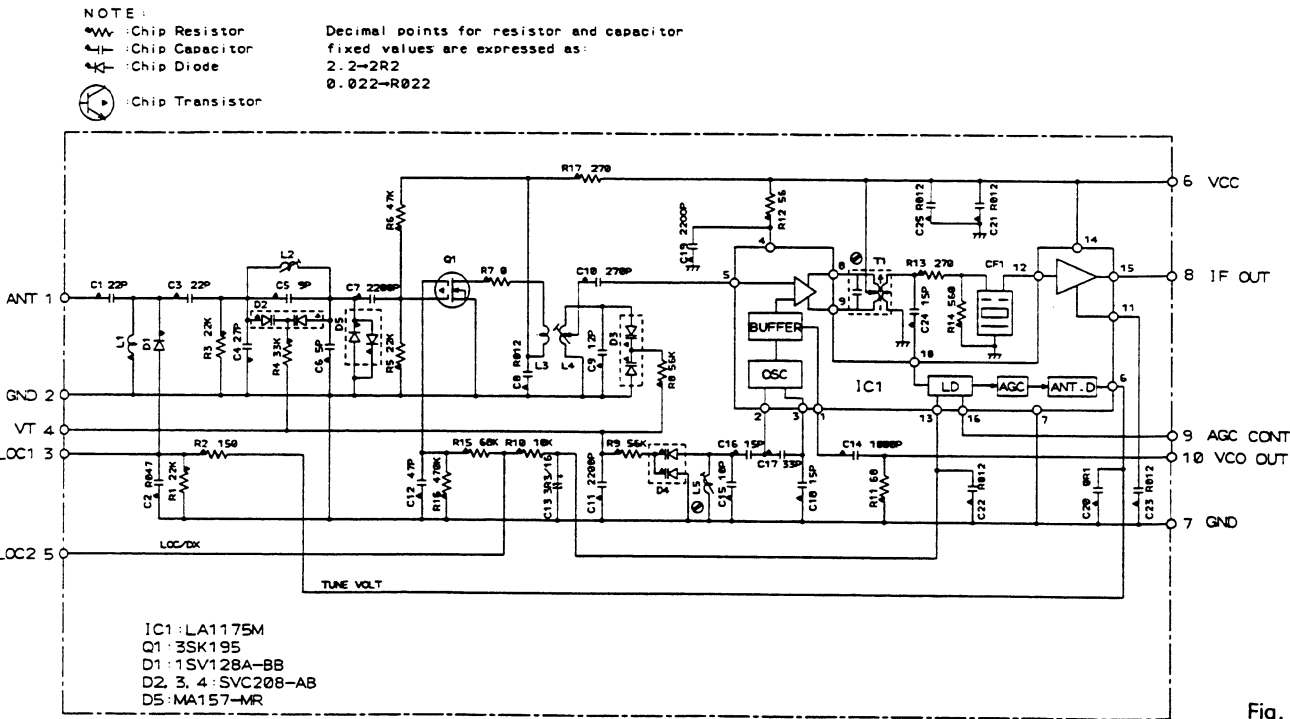 NOTE:
:Chip Resistor
:Chip Capacitor
:Chip Diode
:Chip Transistor
Decimal points for resistor and capacitor
fixed values are expressed as:
2.2→2R2
0.022→R022
R17 270
6 VCC
R6 47K
C19 2200P
R12 56
C25 R012
C21 R012
4
14
L2
Q1
C10 270P
8
T1
R13 270
CF1
12
15
8 IF OUT
ANT 1
C1 22P
C3 22P
C5 9P
C7 2200P
R7 0
5
9
11
D2
L1
D1
R3 22K
C4 27P
R4 33K
C6 5P
D5
R5 22K
C8 R012
L3
L4
C9 12P
D3
R8 56K
BUFFER
OSC
IC1
C24 15P
R14 560
10
LD
AGC
ANT.D
6
GND 2
2
3
1
13
16
7
VT 4
9 AGC CONT
LOC1 3
R2 150
R15 68K
R10 10K
R9 56K
C16 15P
C14 1000P
10 VCO OUT
C2 R047
R1 22K
C12 47P
R16 470K
C13 3R3/16
C11 2200P
D4
L5
C15 10P
C17 33P
C18 15P
R11 68
C22 R012
C20 0R1
C23 R012
7 GND
LOC2 5
LOC/DX
TUNE VOLT
IC1:LA1175M
Q1:3SK195
D1:1SV128A-BB
D2, 3, 4:SVC208-AB
D5:MA157-MR
Fig.